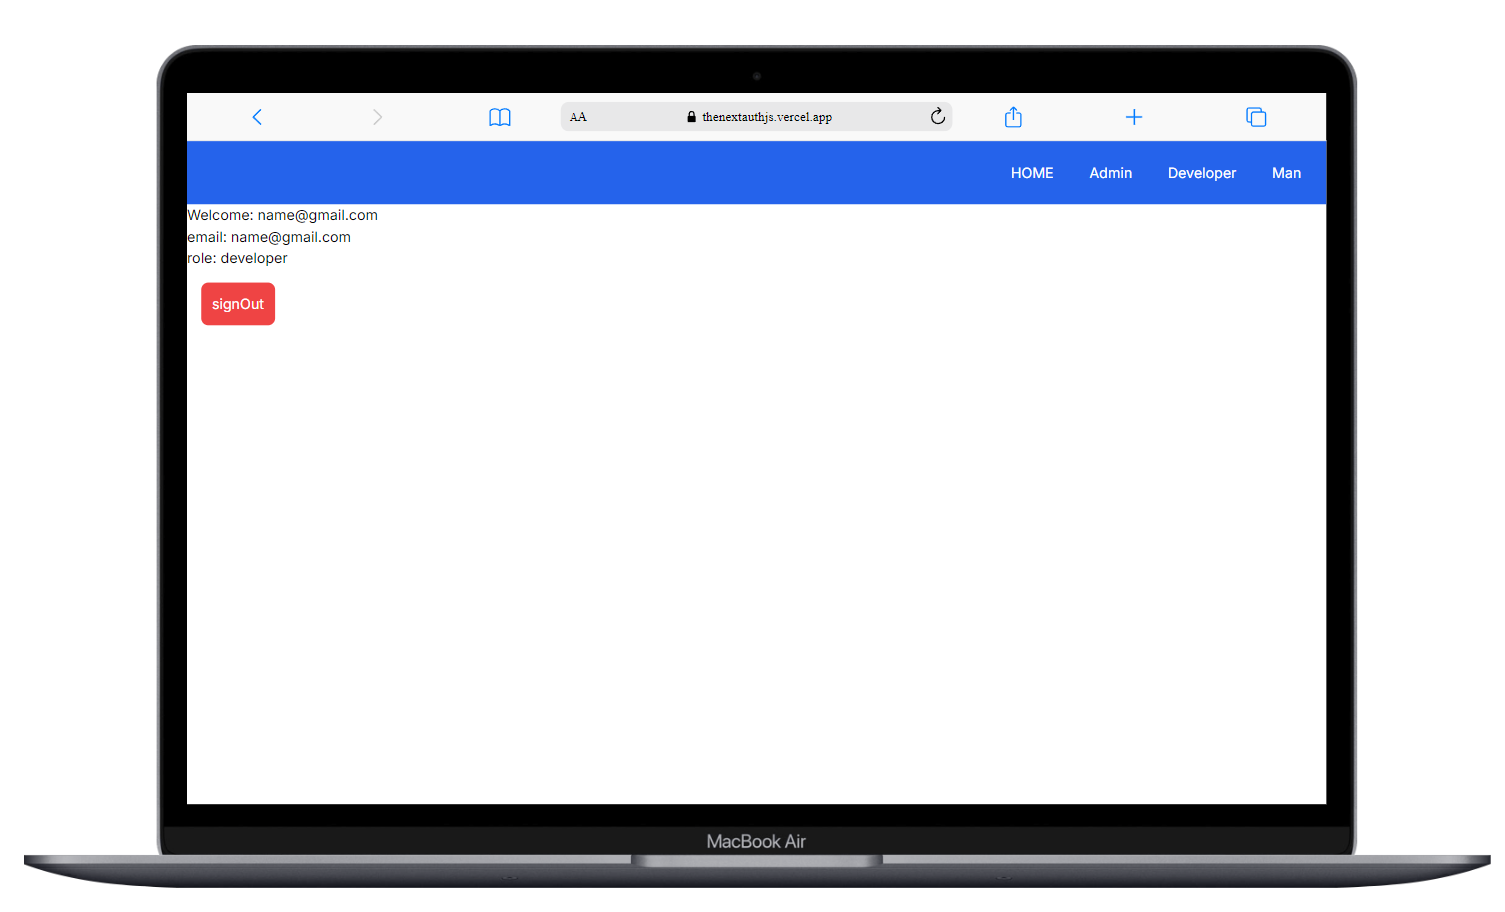 AA thenextauthjs.vercel.app
HOME Admin Developer Man
Welcome: name@gmail.com
email: name@gmail.com
role: developer
signOut
MacBook Air